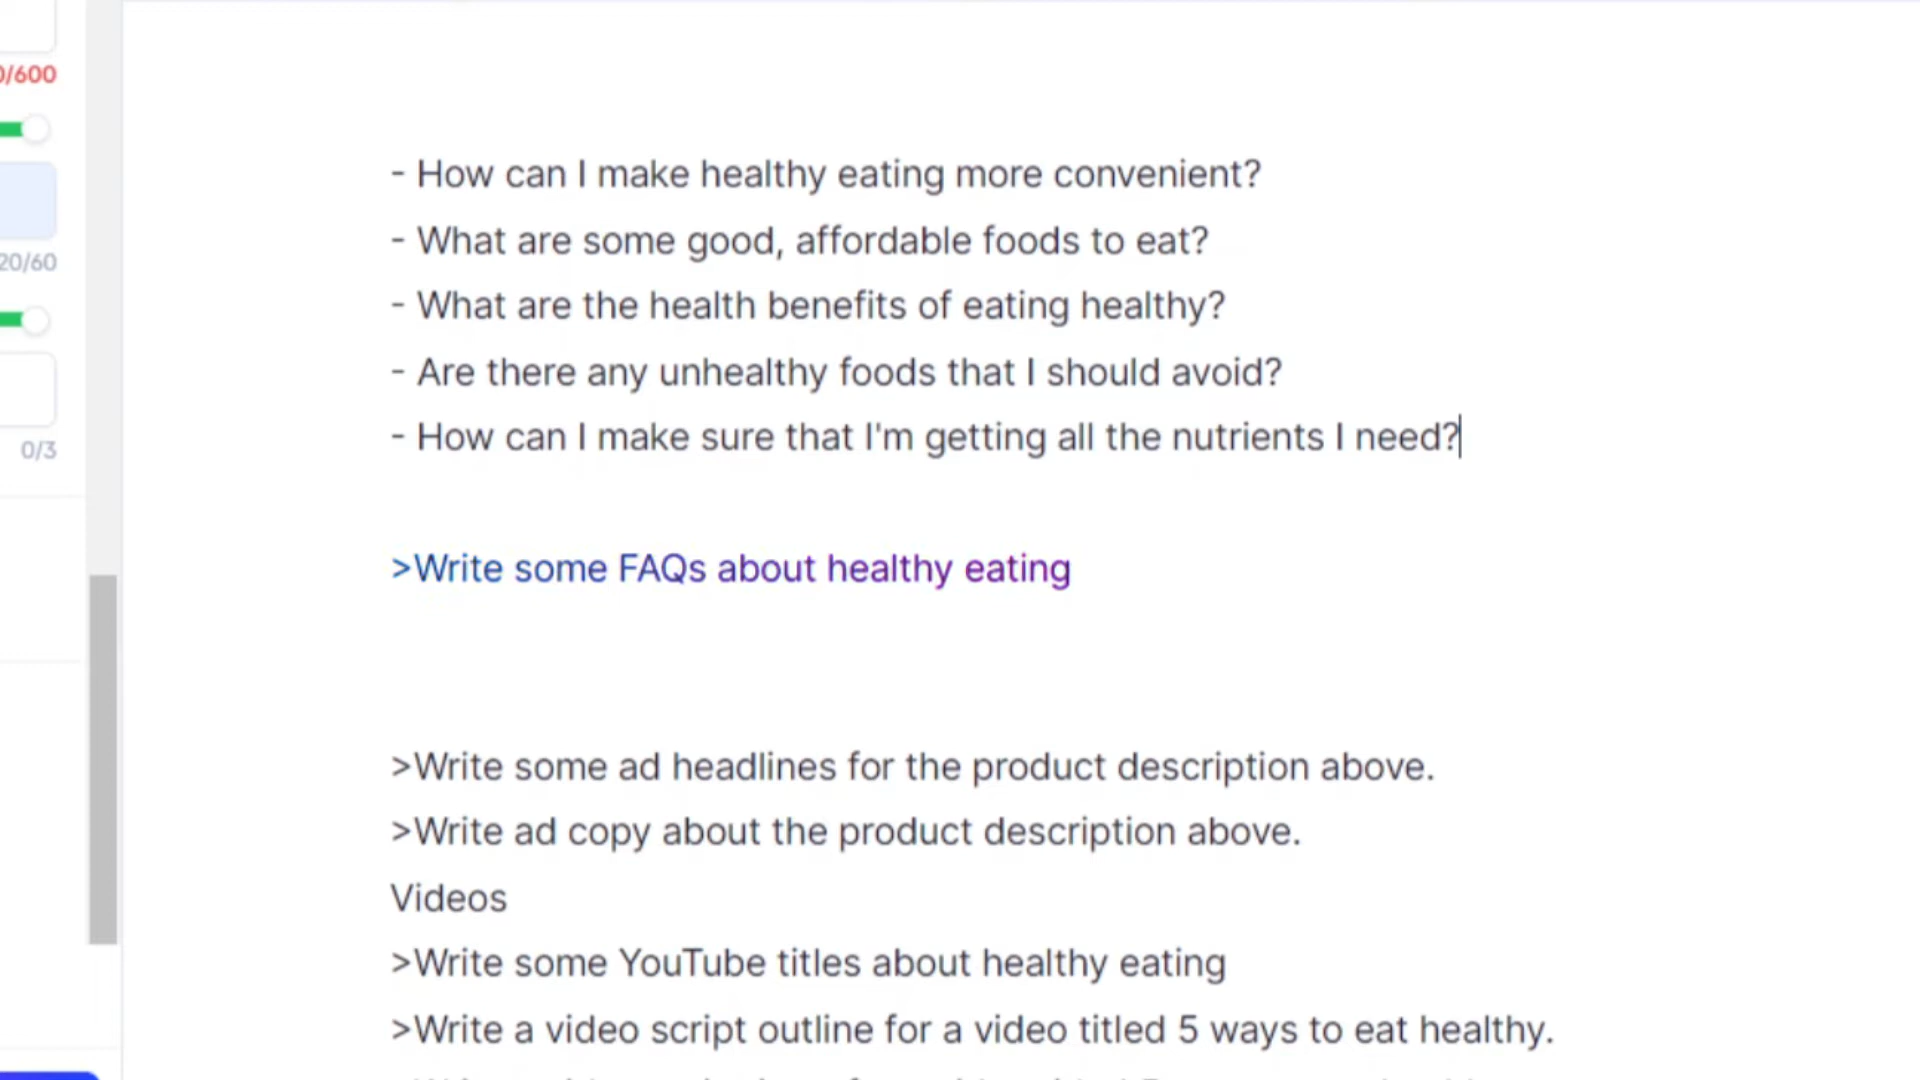 0/600
20/60
0/3
- How can I make healthy eating more convenient?
- What are some good, affordable foods to eat?
- What are the health benefits of eating healthy?
- Are there any unhealthy foods that I should avoid?
- How can I make sure that I'm getting all the nutrients I need?
>Write some FAQs about healthy eating
>Write some ad headlines for the product description above.
>Write ad copy about the product description above.
Videos
>Write some YouTube titles about healthy eating
>Write a video script outline for a video titled 5 ways to eat healthy.